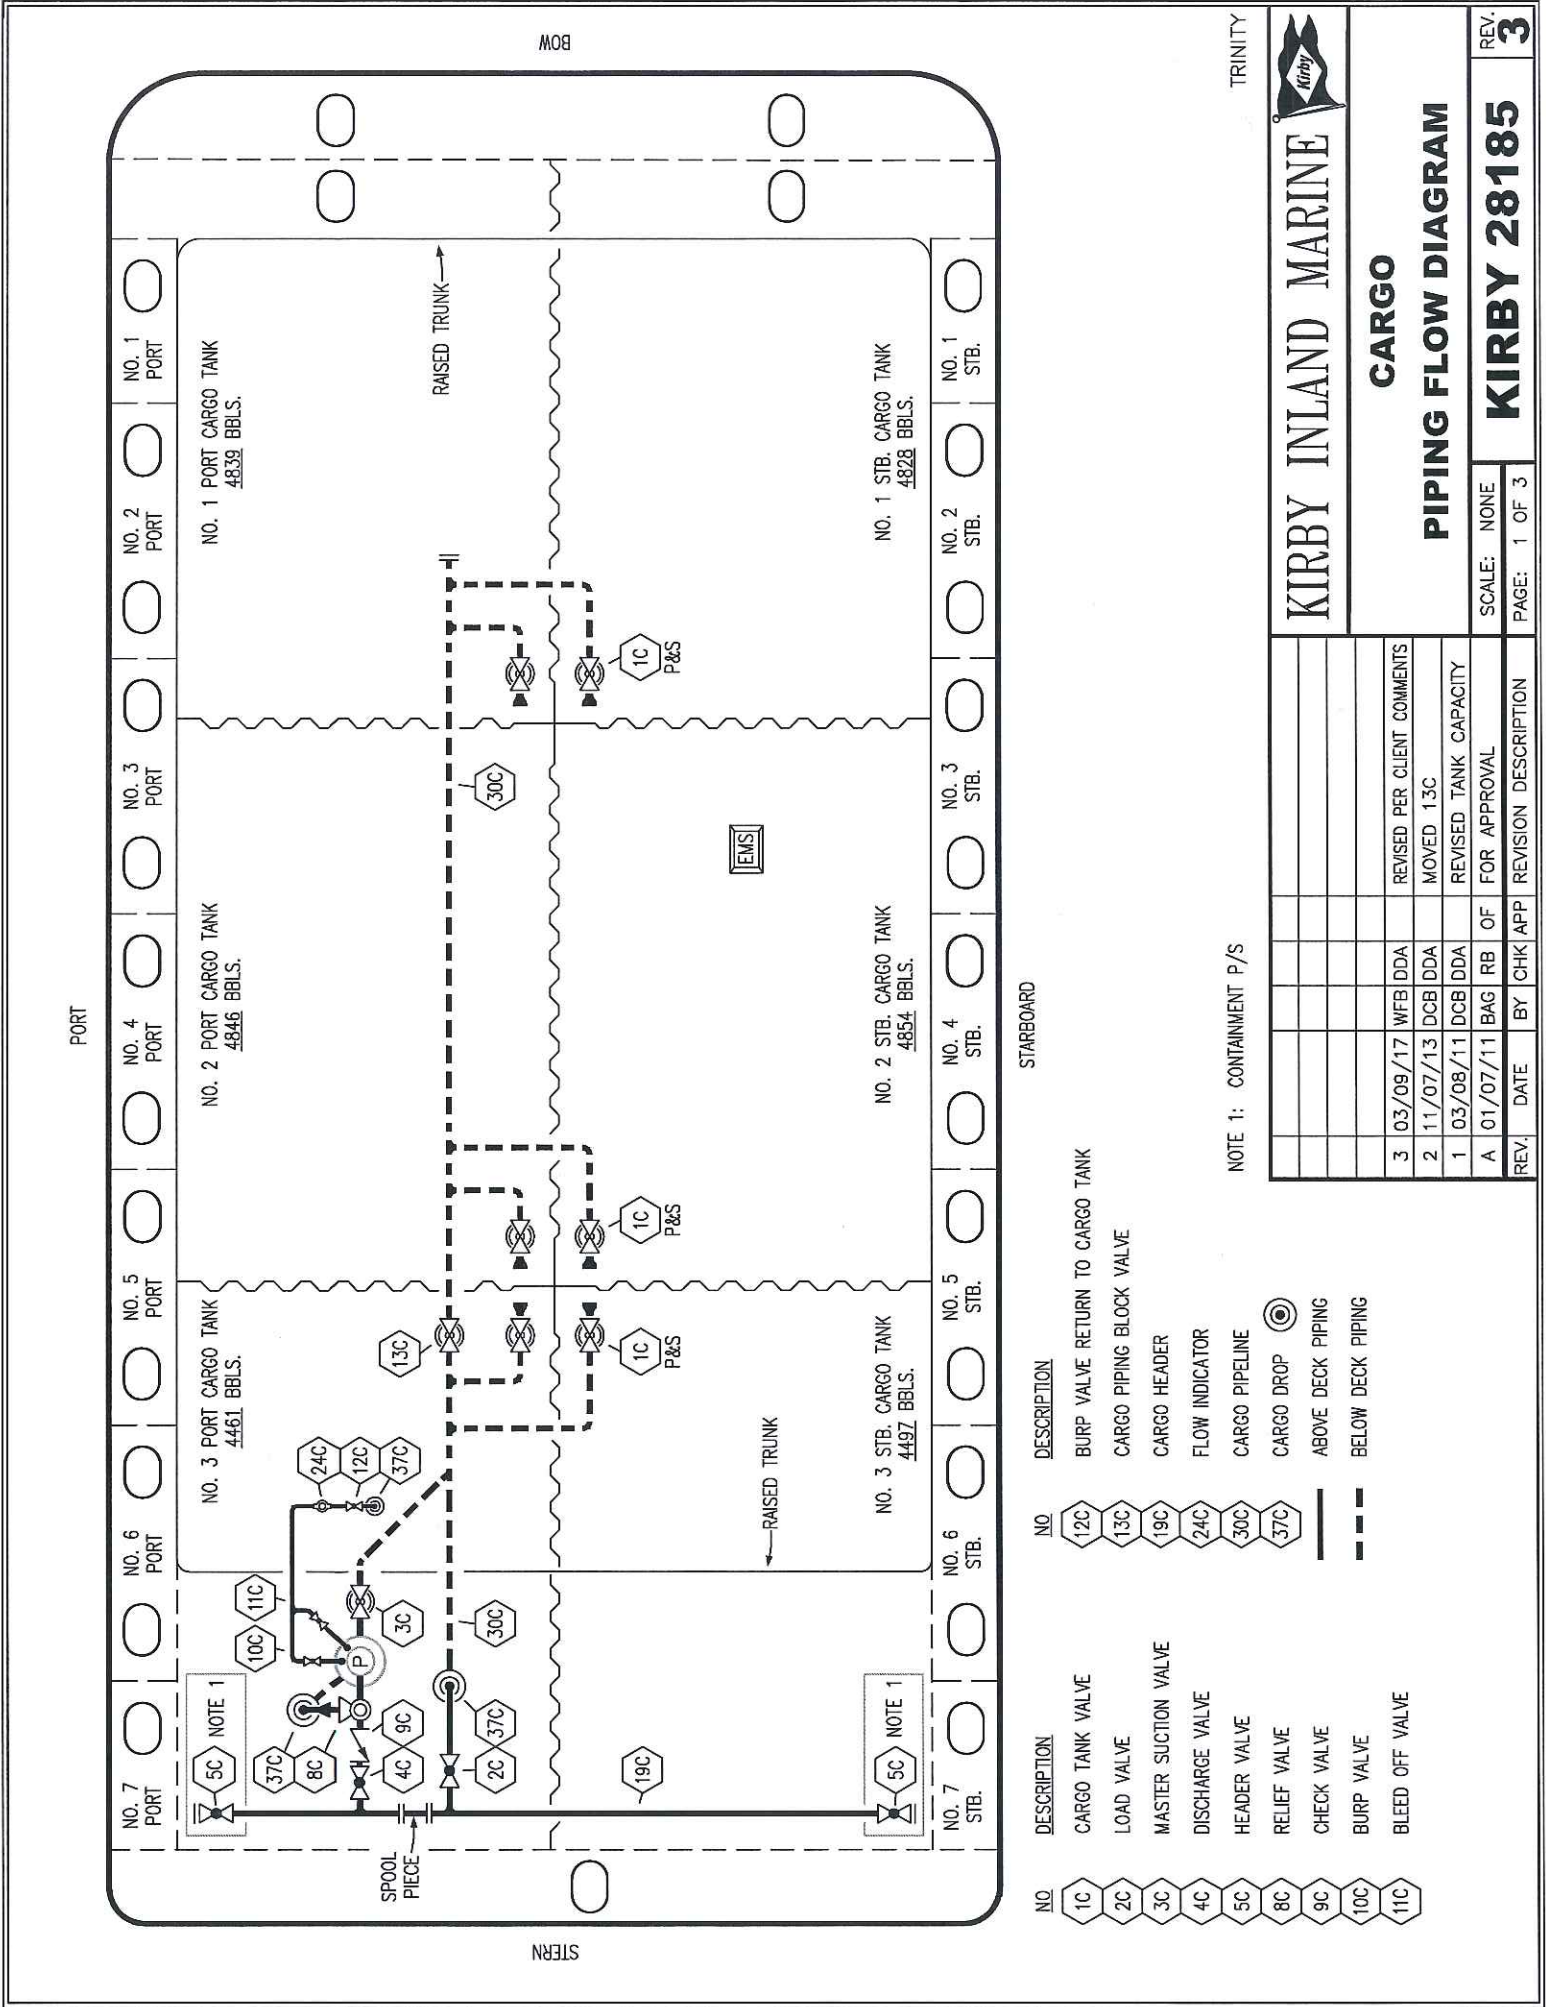 PORT
STERN
BOW
STARBOARD
NO. 7
PORT
NO. 6
PORT
NO. 5
PORT
NO. 4
PORT
NO. 3
PORT
NO. 2
PORT
NO. 1
PORT
NO. 3 PORT CARGO TANK
4461 BBLS.
NO. 2 PORT CARGO TANK
4846 BBLS.
NO. 1 PORT CARGO TANK
4839 BBLS.
5C
NOTE 1
10C
11C
24C
12C
37C
37C
8C
P
3C
13C
RAISED TRUNK
SPOOL
PIECE
4C
9C
2C
37C
30C
30C
1C
P&S
1C
P&S
1C
P&S
19C
EMS
RAISED TRUNK
5C
NOTE 1
NO. 3 STB. CARGO TANK
4497 BBLS.
NO. 2 STB. CARGO TANK
4854 BBLS.
NO. 1 STB. CARGO TANK
4828 BBLS.
NO. 7
STB.
NO. 6
STB.
NO. 5
STB.
NO. 4
STB.
NO. 3
STB.
NO. 2
STB.
NO. 1
STB.
NO DESCRIPTION
1C CARGO TANK VALVE
2C LOAD VALVE
3C MASTER SUCTION VALVE
4C DISCHARGE VALVE
5C HEADER VALVE
8C RELIEF VALVE
9C CHECK VALVE
10C BURP VALVE
11C BLEED OFF VALVE
NO DESCRIPTION
12C BURP VALVE RETURN TO CARGO TANK
13C CARGO PIPING BLOCK VALVE
19C CARGO HEADER
24C FLOW INDICATOR
30C CARGO PIPELINE
37C CARGO DROP
ABOVE DECK PIPING
BELOW DECK PIPING
NOTE 1: CONTAINMENT P/S
TRINITY
3 03/09/17 WFB DDA REVISED PER CLIENT COMMENTS
2 11/07/13 DCB DDA MOVED 13C
1 03/08/11 DCB DDA REVISED TANK CAPACITY
A 01/07/11 BAG RB OF FOR APPROVAL
REV. DATE BY CHK APP REVISION DESCRIPTION
KIRBY INLAND MARINE
Kirby
CARGO
PIPING FLOW DIAGRAM
SCALE: NONE
PAGE: 1 OF 3
KIRBY 28185
REV.
3